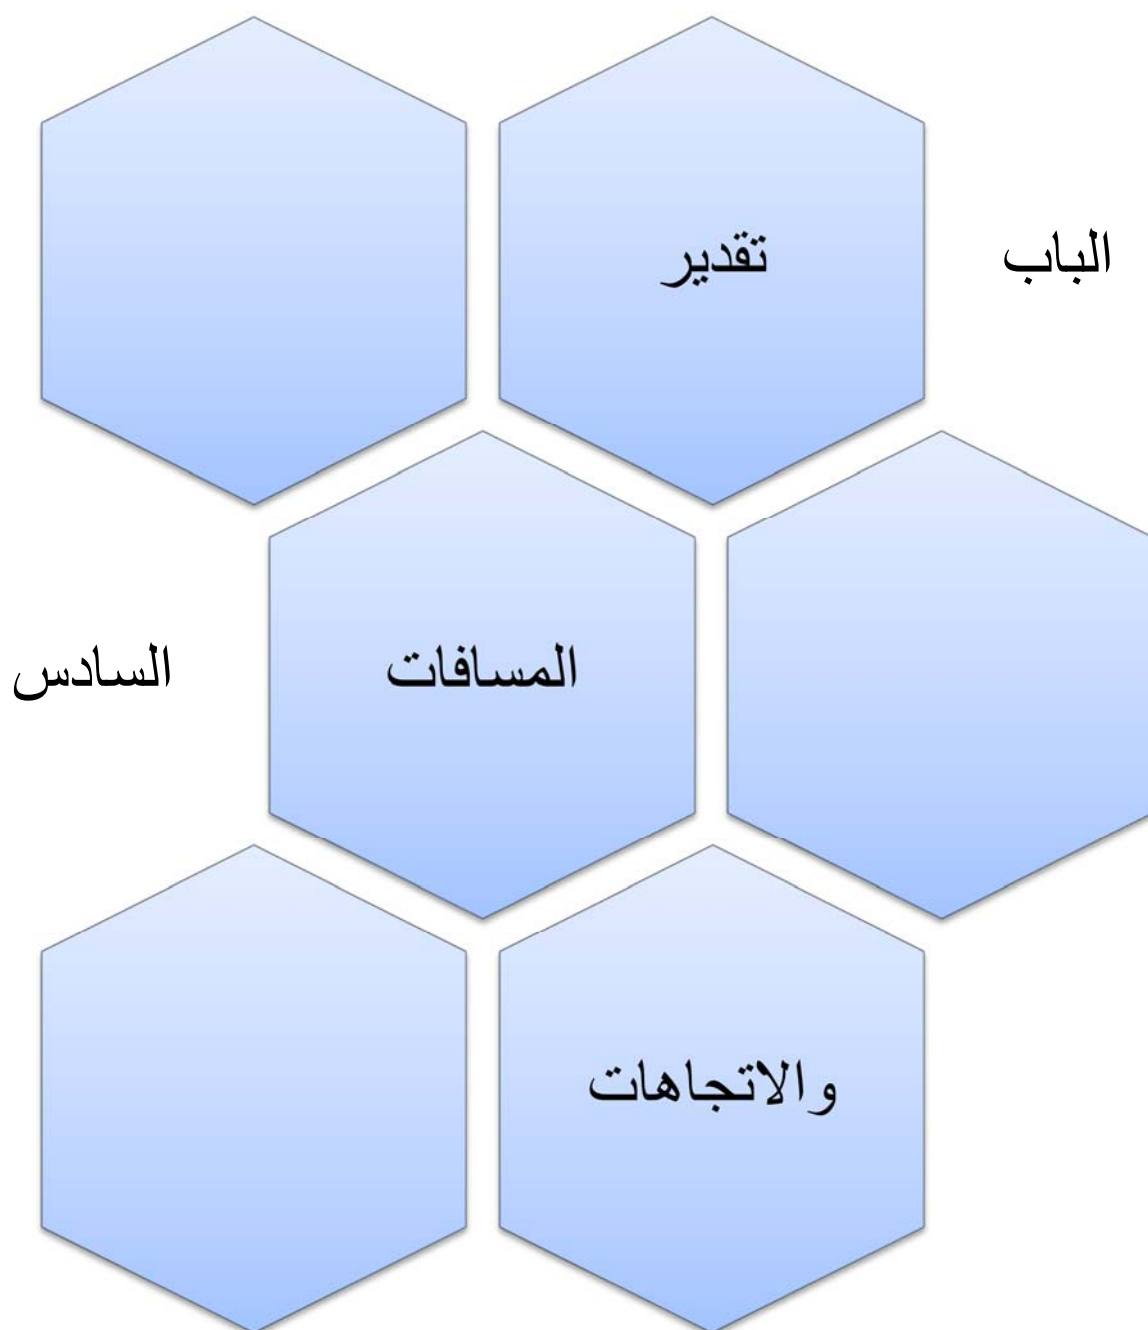 الباب
تقدير
السادس
المسافات
والاتجاهات